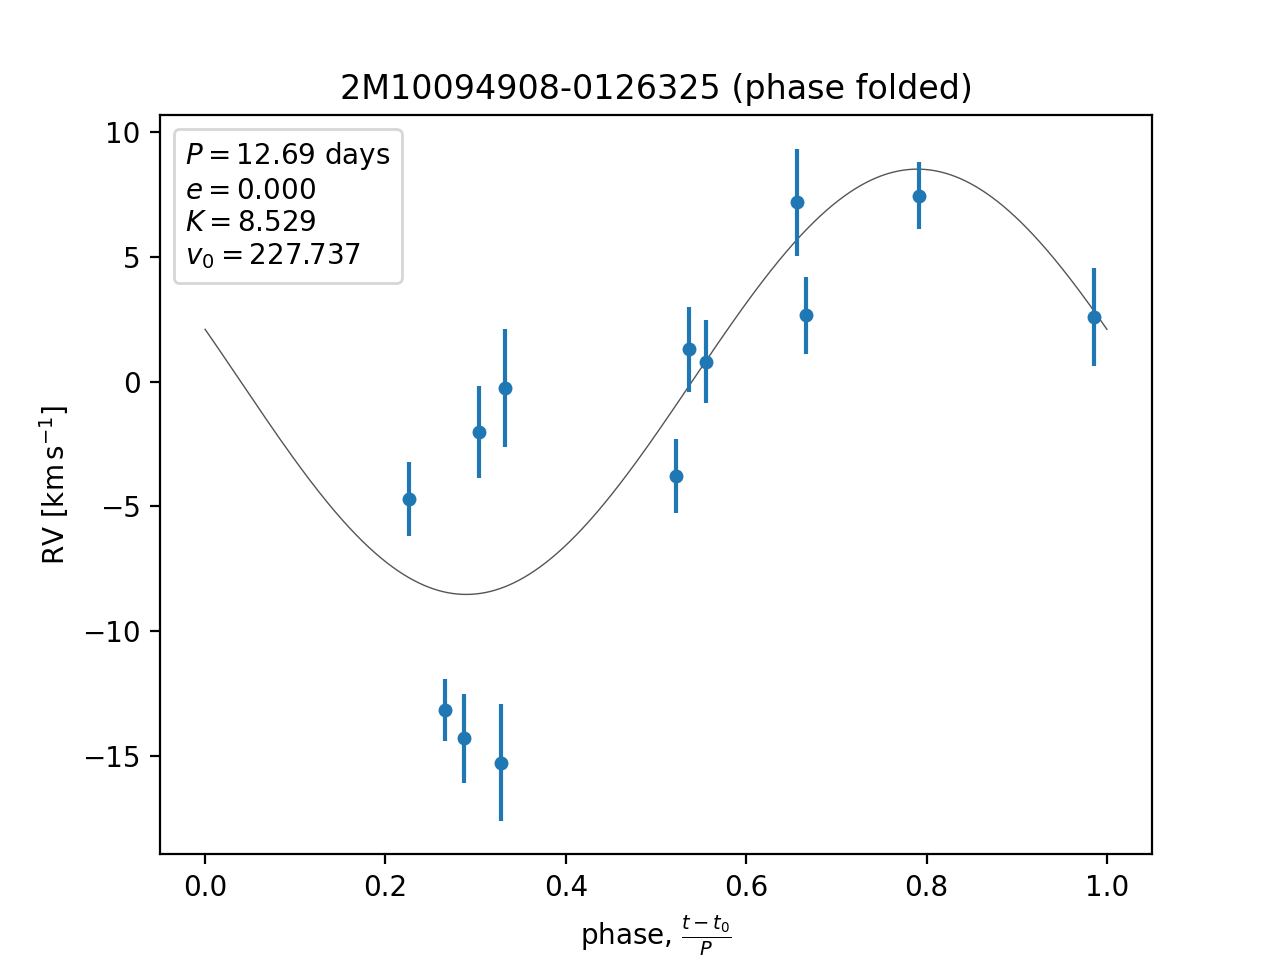 2M10094908-0126325 (phase folded)
P = 12.69 days
e = 0.000
K = 8.529
v₀ = 227.737
10
5
0
−5
−10
−15
RV [km s⁻¹]
0.0 0.2 0.4 0.6 0.8 1.0
phase, (t − t₀)/P